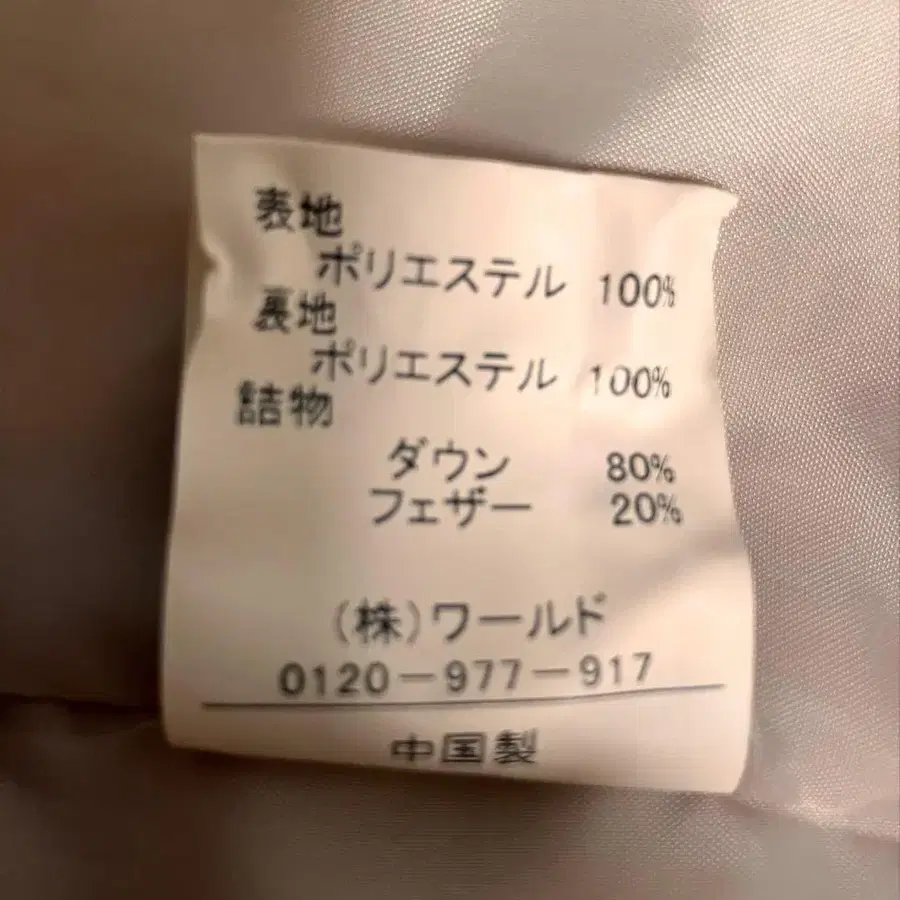 表地
ポリエステル 100%
裏地
ポリエステル 100%
詰物
ダウン 80%
フェザー 20%
(株)ワールド
0120-977-917
中国製